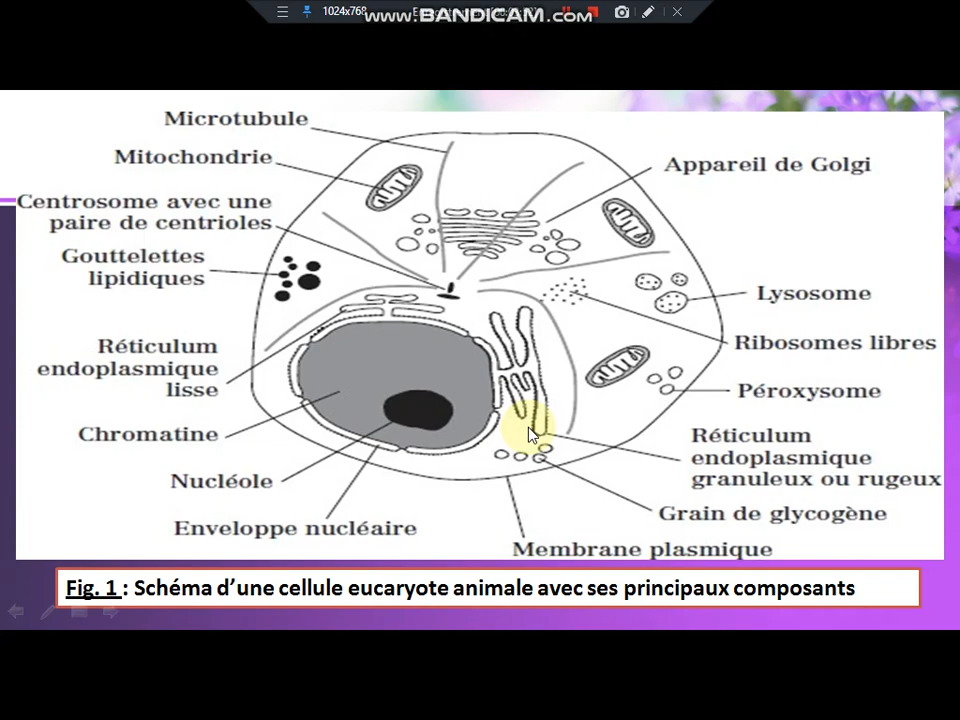 1024x768
www.BANDICAM.com
Microtubule
Mitochondrie
Appareil de Golgi
Centrosome avec une
paire de centrioles
Gouttelettes
lipidiques
Lysosome
Ribosomes libres
Réticulum
endoplasmique
lisse
Péroxysome
Chromatine
Réticulum
endoplasmique
granuleux ou rugeux
Nucléole
Grain de glycogène
Enveloppe nucléaire
Membrane plasmique
Fig. 1 : Schéma d’une cellule eucaryote animale avec ses principaux composants